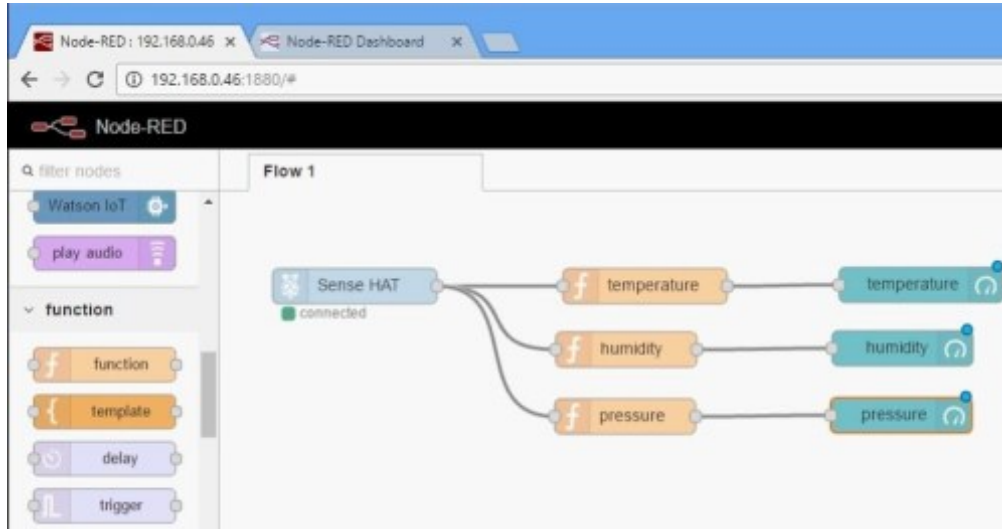 Node-RED : 192.168.0.46 x Node-RED Dashboard x
192.168.0.46:1880/#
Node-RED
filter nodes
Flow 1
Watson IoT
play audio
function
function
template
delay
trigger
Sense HAT
connected
temperature temperature
humidity humidity
pressure pressure